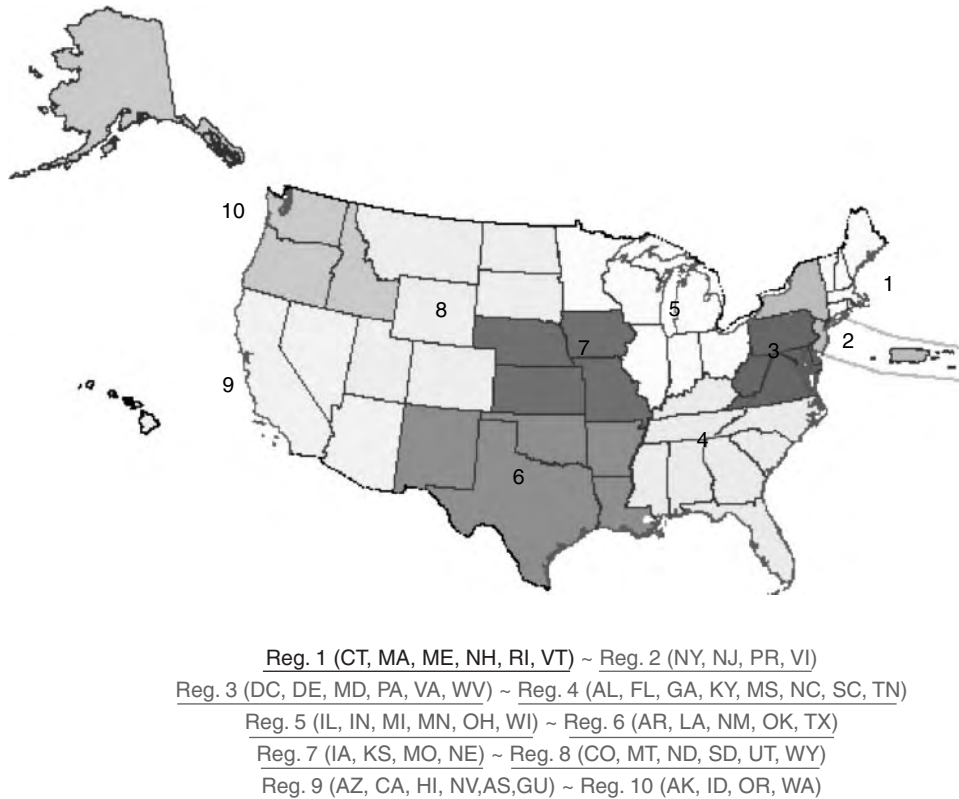 10
1
8
5
2
7
3
9
4
6
Reg. 1 (CT, MA, ME, NH, RI, VT) ~ Reg. 2 (NY, NJ, PR, VI)
Reg. 3 (DC, DE, MD, PA, VA, WV) ~ Reg. 4 (AL, FL, GA, KY, MS, NC, SC, TN)
Reg. 5 (IL, IN, MI, MN, OH, WI) ~ Reg. 6 (AR, LA, NM, OK, TX)
Reg. 7 (IA, KS, MO, NE) ~ Reg. 8 (CO, MT, ND, SD, UT, WY)
Reg. 9 (AZ, CA, HI, NV,AS,GU) ~ Reg. 10 (AK, ID, OR, WA)